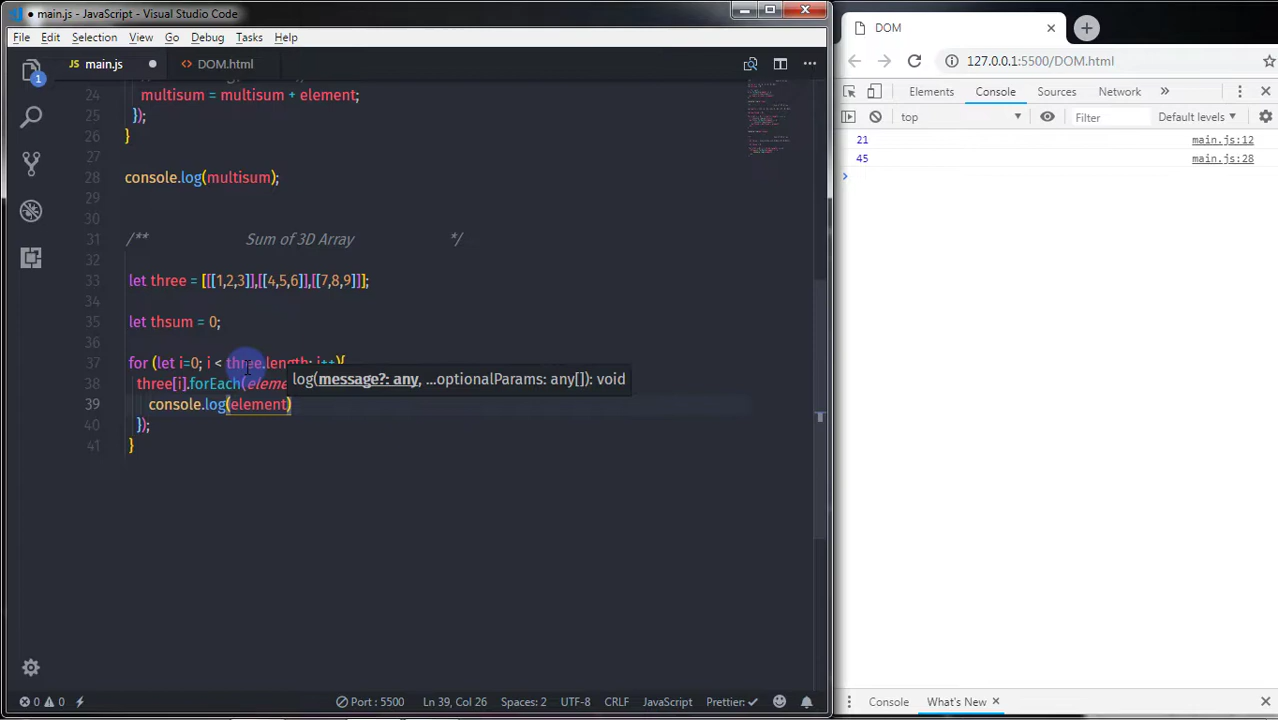 ● main.js - JavaScript - Visual Studio Code
File Edit Selection View Go Debug Tasks Help
JS main.js ● <> DOM.html ...
1
24 multisum = multisum + element;
25 });
26 }
27
28 console.log(multisum);
29
30
31 /** Sum of 3D Array */
32
33 let three = [[[1,2,3]],[[4,5,6]],[[7,8,9]]];
34
35 let thsum = 0;
36
37 for (let i=0; i < three.length; i++){
38 three[i].forEach(eleme
log(message?: any, ...optionalParams: any[]): void
39 console.log(element)
40 });
41 }
0 0 Port : 5500 Ln 39, Col 26 Spaces: 2 UTF-8 CRLF JavaScript Prettier: ✓
DOM
127.0.0.1:5500/DOM.html
Elements Console Sources Network »
top Filter Default levels
21 main.js:12
45 main.js:28
>
Console What's New